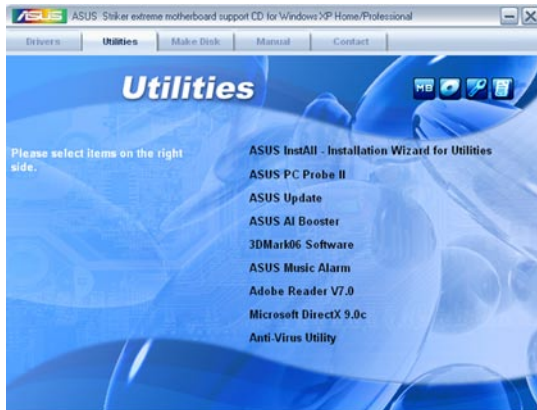 ASUS ASUS Striker extreme motherboard support CD for Windows XP Home/Professional
Drivers Utilities Make Disk Manual Contact
Utilities
MB
Please select items on the right
side.
ASUS InstAll - Installation Wizard for Utilities
ASUS PC Probe II
ASUS Update
ASUS AI Booster
3DMark06 Software
ASUS Music Alarm
Adobe Reader V7.0
Microsoft DirectX 9.0c
Anti-Virus Utility